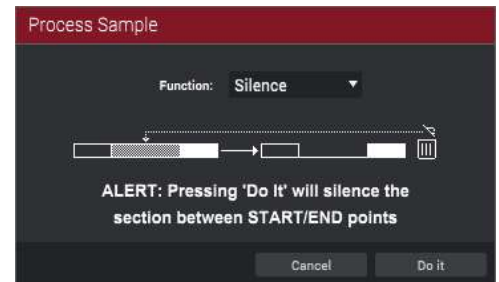 Process Sample
Function: Silence
ALERT: Pressing 'Do It' will silence the
section between START/END points
Cancel Do it